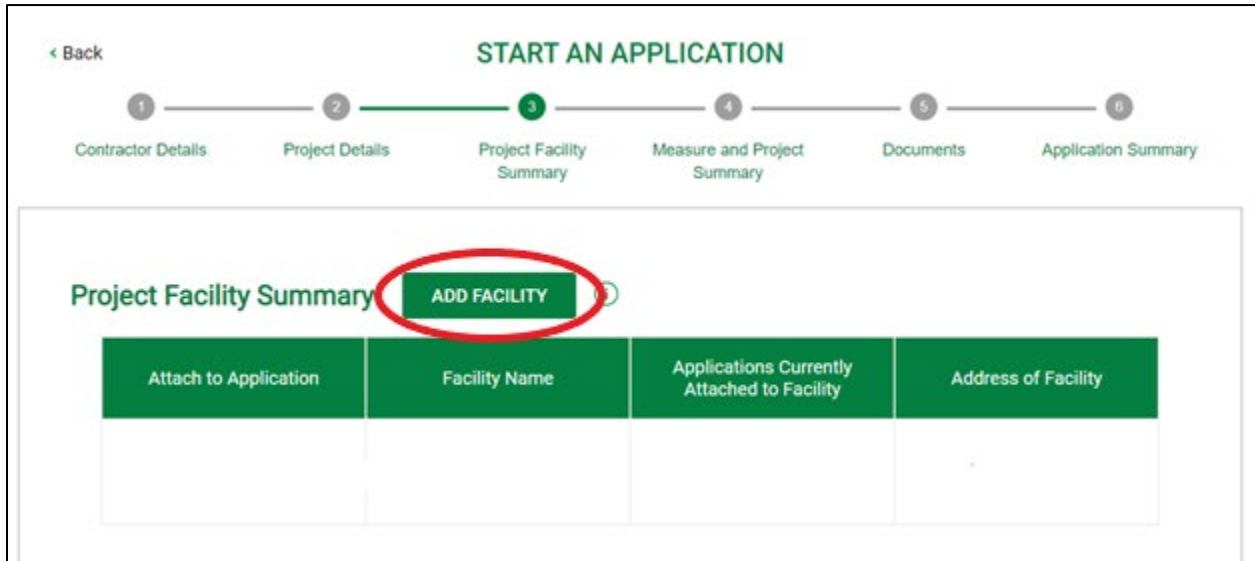 < Back
START AN APPLICATION
1 2 3 4 5 6
Contractor Details
Project Details
Project Facility
Summary
Measure and Project
Summary
Documents
Application Summary
Project Facility Summary
ADD FACILITY
Attach to Application
Facility Name
Applications Currently
Attached to Facility
Address of Facility